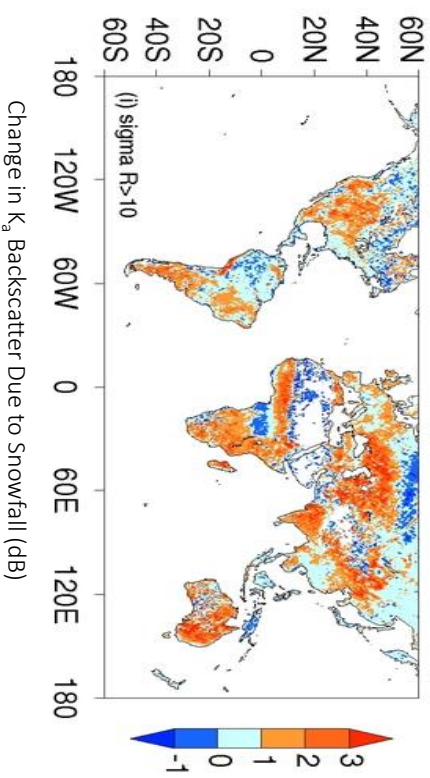 60N
40N
20N
0
20S
40S
60S
(i) sigma R>10
180
120W
60W
0
60E
120E
180
-1
0
1
2
3
Change in Ka Backscatter Due to Snowfall (dB)